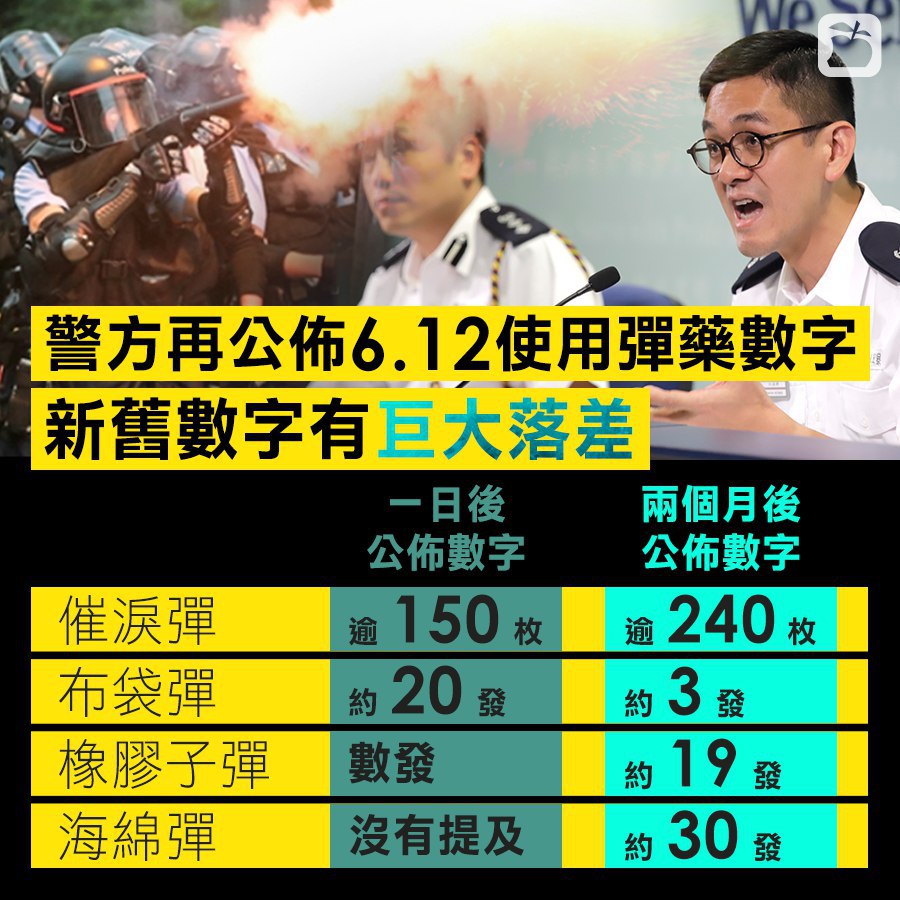 We Se
Police
警方再公佈6.12使用彈藥數字
新舊數字有巨大落差
一日後
公佈數字
兩個月後
公佈數字
催淚彈 逾 150 枚 逾 240 枚
布袋彈 約 20 發 約 3 發
橡膠子彈 數發 約 19 發
海綿彈 沒有提及 約 30 發